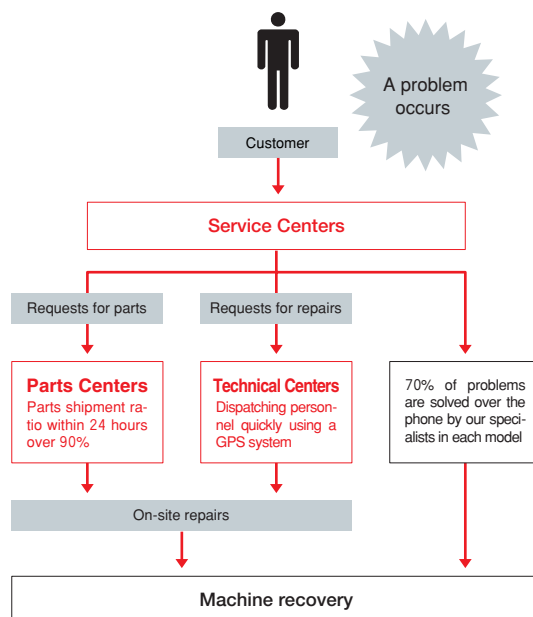 A problem
occurs
Customer
Service Centers
Requests for parts
Requests for repairs
Parts Centers
Parts shipment ra-
tio within 24 hours
over 90%
Technical Centers
Dispatching person-
nel quickly using a
GPS system
70% of problems
are solved over the
phone by our speci-
alists in each model
On-site repairs
Machine recovery